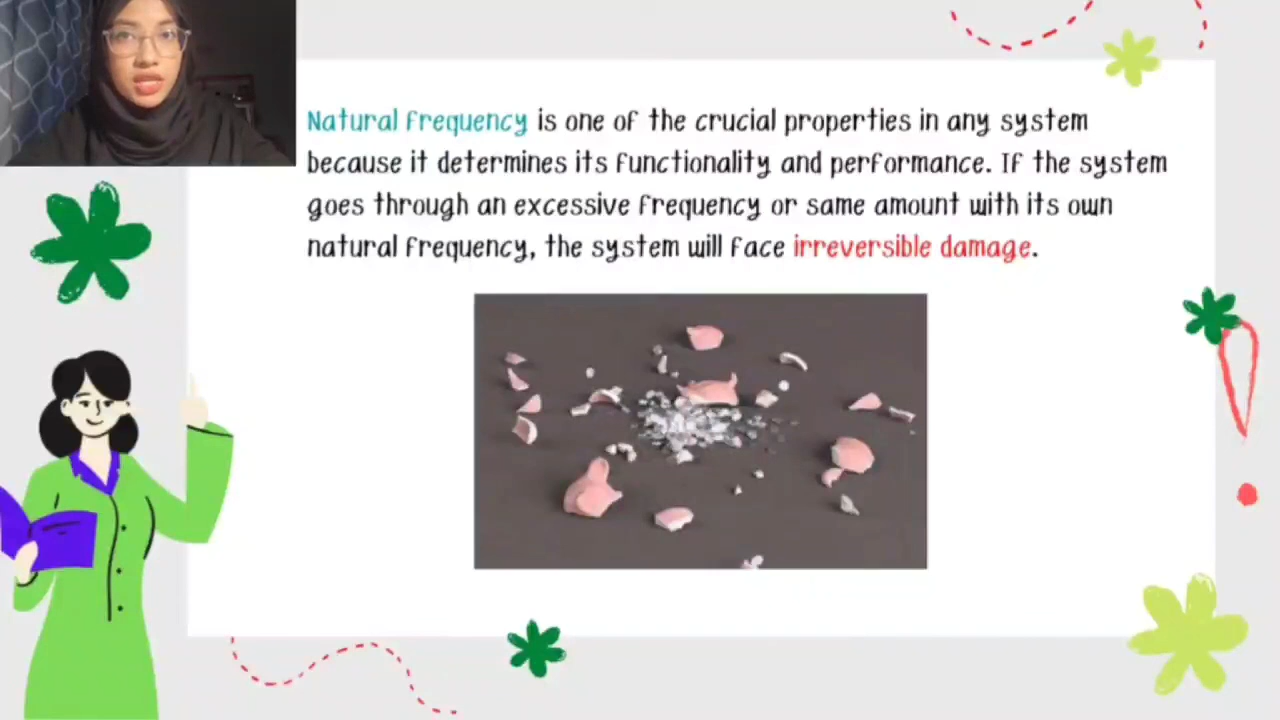 Natural Frequency is one of the crucial properties in any system
because it determines its functionality and performance. If the system
goes through an excessive frequency or same amount with its own
natural frequency, the system will face irreversible damage.